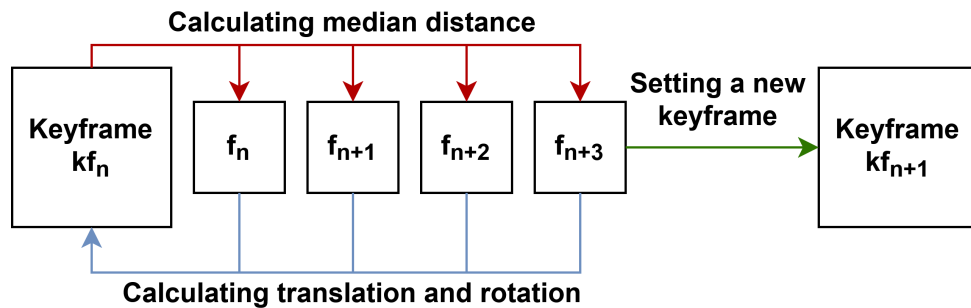 Calculating median distance
Keyframe
kfₙ
fₙ
fₙ₊₁
fₙ₊₂
fₙ₊₃
Setting a new
keyframe
Keyframe
kfₙ₊₁
Calculating translation and rotation